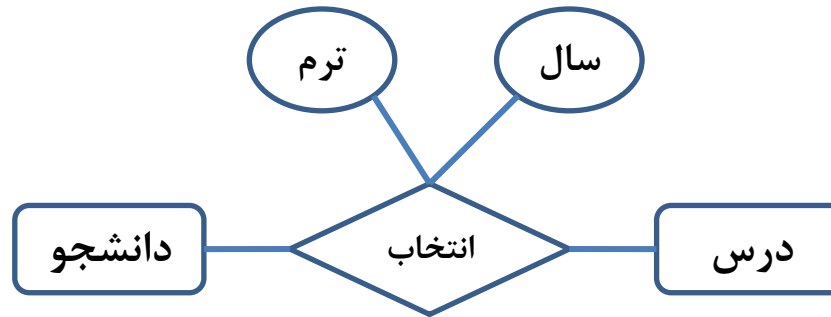 سال
ترم
درس
انتخاب
دانشجو